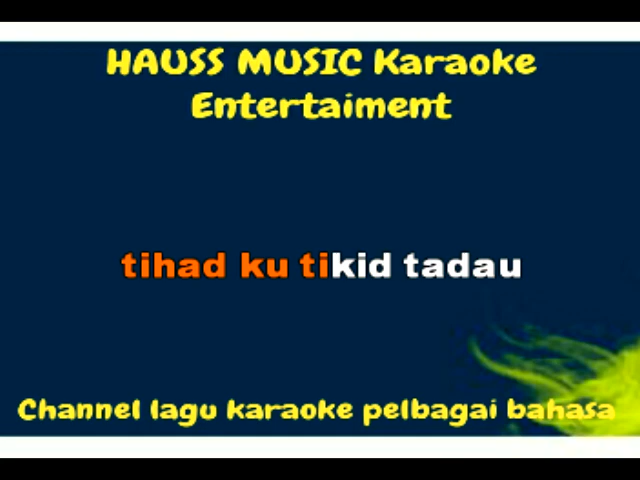 HAUSS MUSIC Karaoke
Entertaiment
tihad ku tikid tadau
Channel lagu karaoke pelbagai bahasa